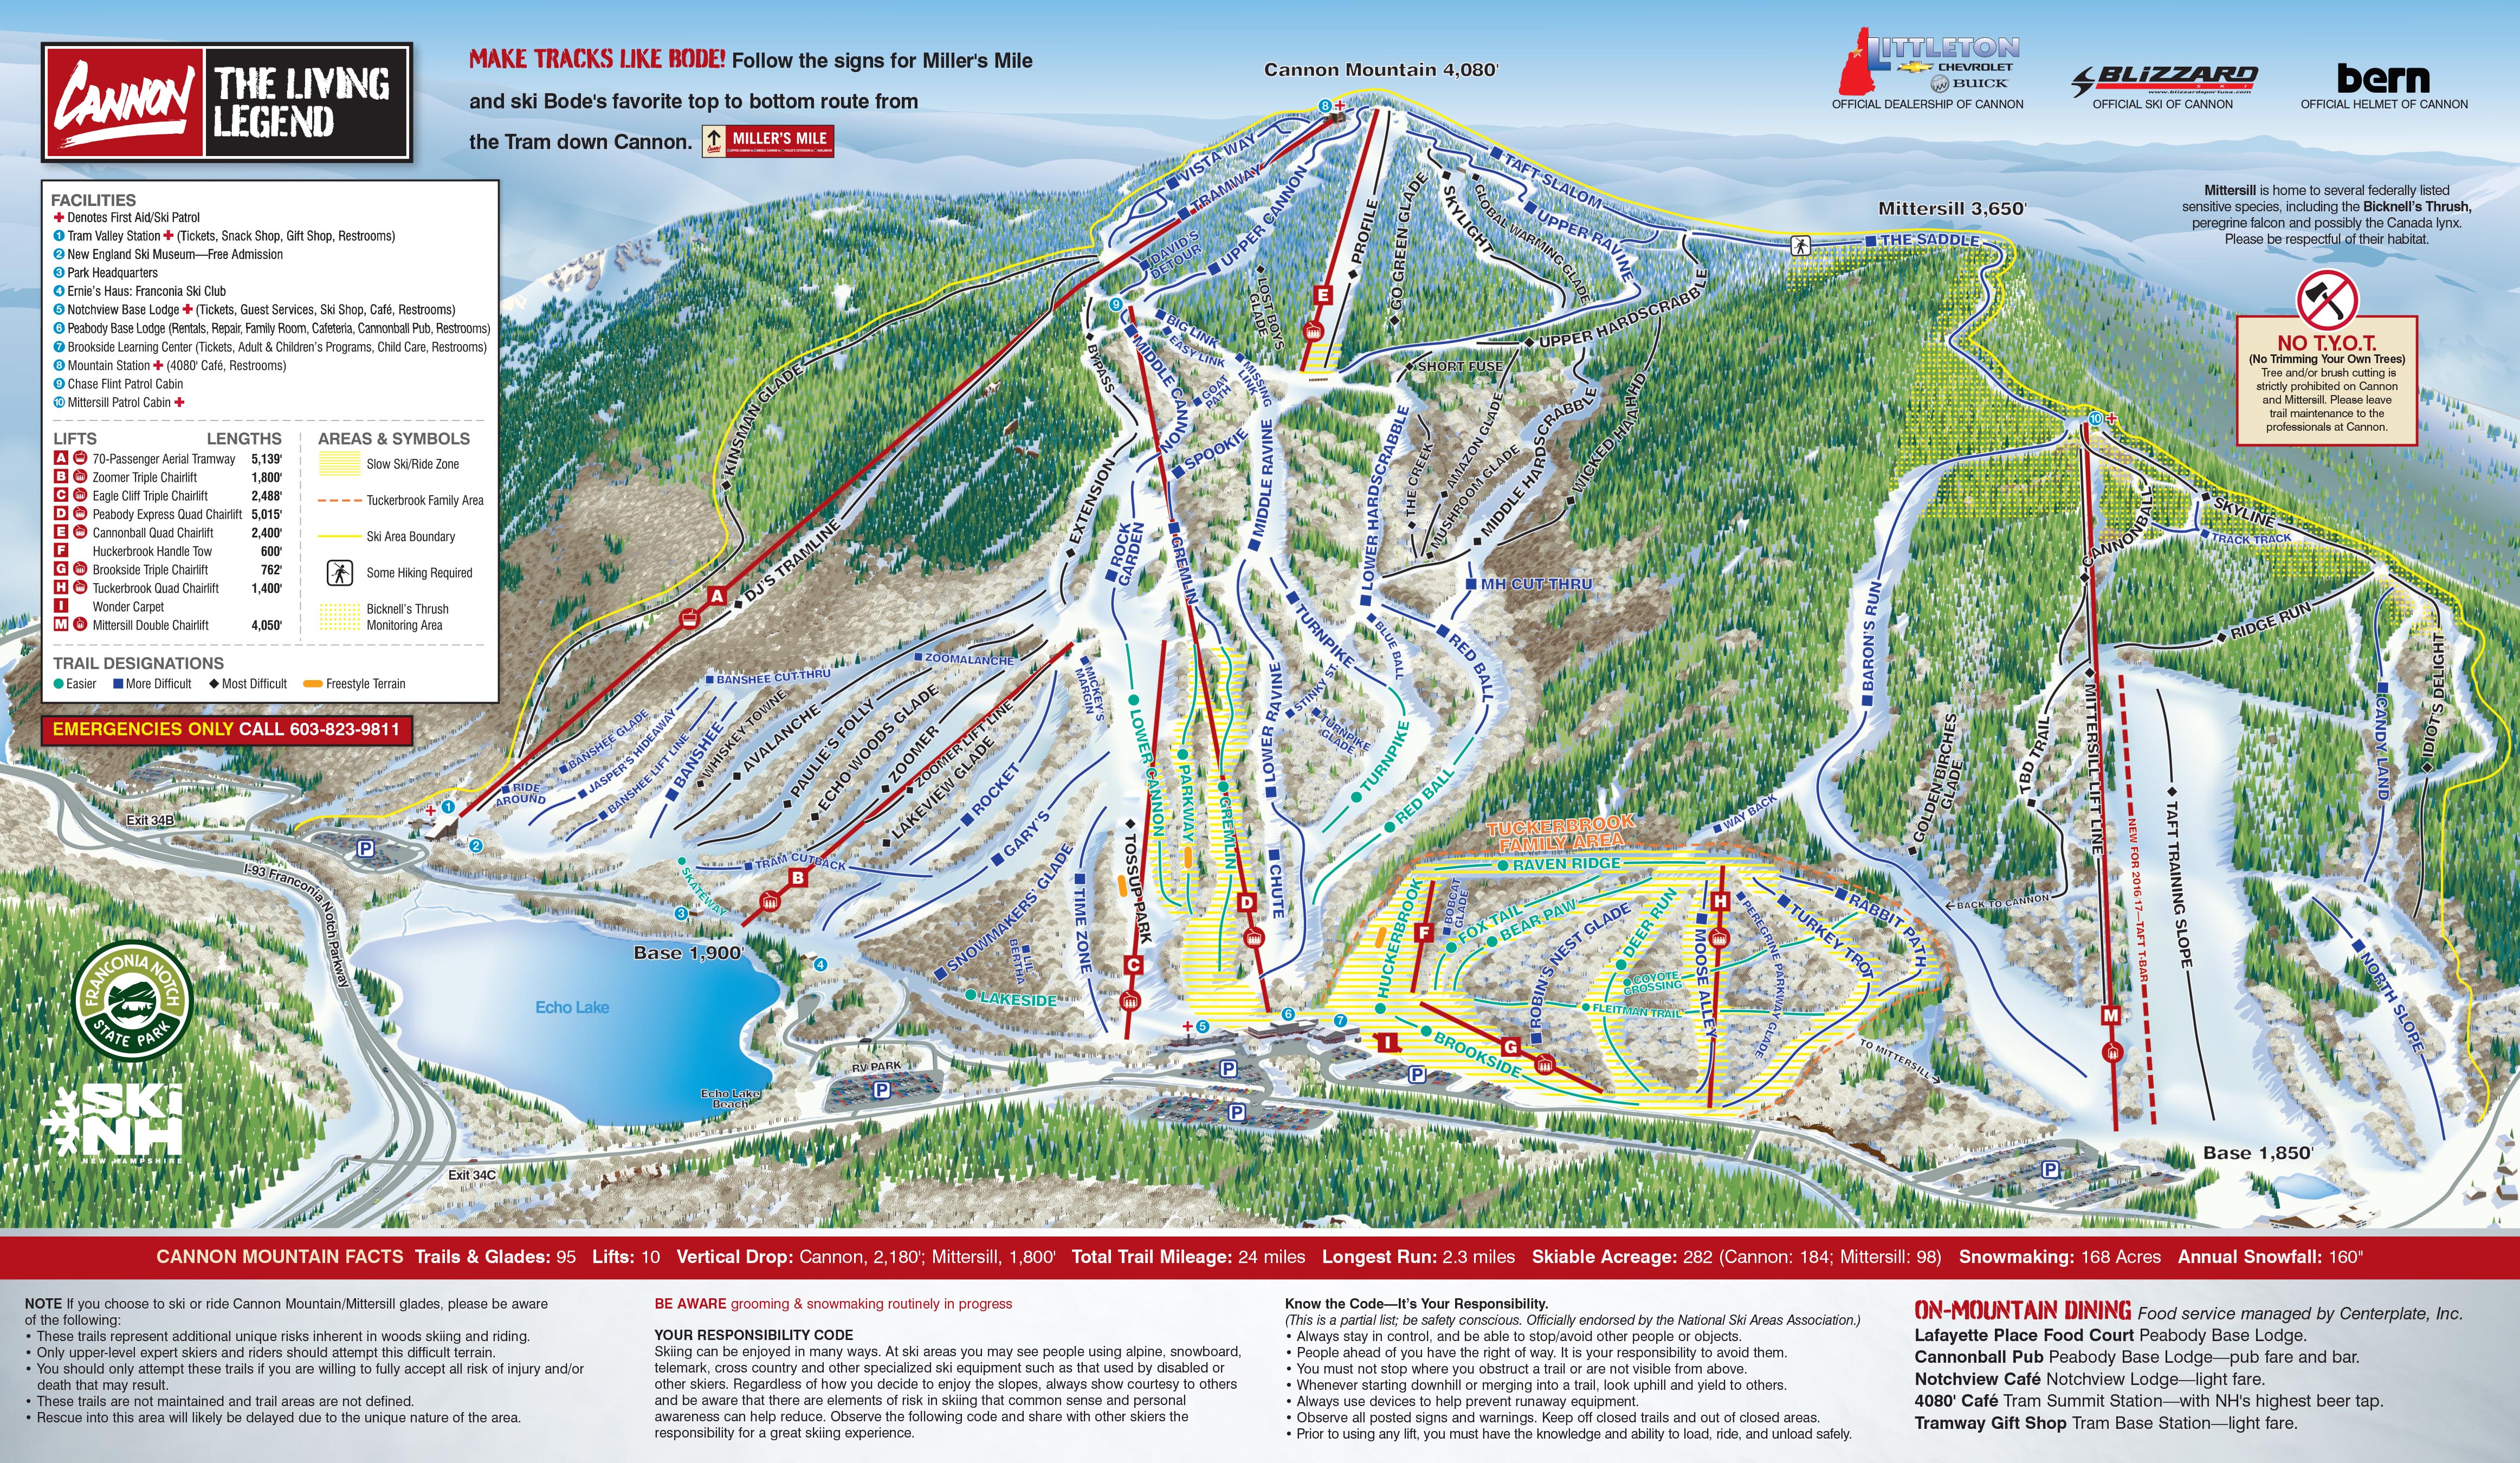 CANNON
THE LIVING
LEGEND
MAKE TRACKS LIKE BODE! Follow the signs for Miller's Mile
and ski Bode's favorite top to bottom route from
the Tram down Cannon.
MILLER'S MILE
LITTLETON
CHEVROLET
BUICK
OFFICIAL DEALERSHIP OF CANNON
BLIZZARD
SKI
www.blizzardsportusa.com
OFFICIAL SKI OF CANNON
bern
OFFICIAL HELMET OF CANNON
FACILITIES
Denotes First Aid/Ski Patrol
1 Tram Valley Station (Tickets, Snack Shop, Gift Shop, Restrooms)
2 New England Ski Museum—Free Admission
3 Park Headquarters
4 Ernie's Haus: Franconia Ski Club
5 Notchview Base Lodge (Tickets, Guest Services, Ski Shop, Café, Restrooms)
6 Peabody Base Lodge (Rentals, Repair, Family Room, Cafeteria, Cannonball Pub, Restrooms)
7 Brookside Learning Center (Tickets, Adult & Children's Programs, Child Care, Restrooms)
8 Mountain Station (4080' Café, Restrooms)
9 Chase Flint Patrol Cabin
10 Mittersill Patrol Cabin
LIFTS LENGTHS
A 70-Passenger Aerial Tramway 5,139'
B Zoomer Triple Chairlift 1,800'
C Eagle Cliff Triple Chairlift 2,488'
D Peabody Express Quad Chairlift 5,015'
E Cannonball Quad Chairlift 2,400'
F Huckerbrook Handle Tow 600'
G Brookside Triple Chairlift 762'
H Tuckerbrook Quad Chairlift 1,400'
I Wonder Carpet
M Mittersill Double Chairlift 4,050'
AREAS & SYMBOLS
Slow Ski/Ride Zone
Tuckerbrook Family Area
Ski Area Boundary
Some Hiking Required
Bicknell's Thrush
Monitoring Area
TRAIL DESIGNATIONS
Easier More Difficult Most Difficult Freestyle Terrain
EMERGENCIES ONLY CALL 603-823-9811
Mittersill is home to several federally listed
sensitive species, including the Bicknell's Thrush,
peregrine falcon and possibly the Canada lynx.
Please be respectful of their habitat.
NO T.Y.O.T.
(No Trimming Your Own Trees)
Tree and/or brush cutting is
strictly prohibited on Cannon
and Mittersill. Please leave
trail maintenance to the
professionals at Cannon.
Cannon Mountain 4,080'
8
VISTA WAY
TRAMWAY
UPPER CANNON
DAVID'S
DETOUR
PROFILE
GO GREEN GLADE
SKYLIGHT
GLOBAL WARMING GLADE
TAFT SLALOM
UPPER RAVINE
Mittersill 3,650'
THE SADDLE
LOST BOYS
GLADE
E
9
BIG LINK
EASY LINK
GOAT
PATH
MISSING
LINK
BYPASS
MIDDLE CANNON
SPOOKIE
KINSMAN GLADE
EXTENSION
UPPER HARDSCRABBLE
SHORT FUSE
THE CREEK
AMAZON GLADE
MUSHROOM GLADE
MIDDLE HARDSCRABBLE
WICKED HAHHD
MIDDLE RAVINE
LOWER HARDSCRABBLE
MH CUT THRU
ROCK
GARDEN
GREMLIN
A
DJ'S TRAMLINE
TURNPIKE
BLUE BALL
RED BALL
STINKY ST.
TURNPIKE
GLADE
LOWER RAVINE
TURNPIKE
RED BALL
ZOOMALANCHE
BANSHEE CUT-THRU
MICKEY'S
MARGIN
BANSHEE GLADE
JASPER'S HIDEAWAY
BANSHEE LIFT LINE
BANSHEE
WHISKEY TOWNE
AVALANCHE
PAULIE'S FOLLY
ECHO WOODS GLADE
ZOOMER
ZOOMER LIFT LINE
LAKEVIEW GLADE
ROCKET
GARY'S
RIDE
AROUND
TRAM CUTBACK
SKATEWAY
B
SNOWMAKERS' GLADE
LIL'
BERTHA
TIME ZONE
LAKESIDE
LOWER CANNON
PARKWAY
GREMLIN
TOSS-UP PARK
C
D
CHUTE
10
CANNONBALL
SKYLINE
TRACK TRACK
RIDGE RUN
BARON'S RUN
TBD TRAIL
GOLDEN BIRCHES
GLADE
MITTERSILL LIFT LINE
NEW FOR 2016 17—TAFT T-BAR
TAFT TRAINING SLOPE
CANDY LAND
IDIOT'S DELIGHT
NORTH SLOPE
WAY BACK
BACK TO CANNON
TO MITTERSILL
M
TUCKERBROOK
FAMILY AREA
RAVEN RIDGE
HUCKERBROOK
BOBCAT
GLADE
F
FOX TAIL
BEAR PAW
ROBIN'S NEST GLADE
DEER RUN
COYOTE
CROSSING
FLEITMAN TRAIL
MOOSE ALLEY
H
PEREGRINE PARKWAY GLADE
TURKEY TROT
RABBIT PATH
BROOKSIDE
G
I
1
2
3
4
5
6
7
Exit 34B
P
I-93 Franconia Notch Parkway
Base 1,900'
Echo Lake
Echo Lake
Beach
RV PARK
P
P
P
P
P
Exit 34C
Base 1,850'
FRANCONIA NOTCH
STATE PARK
SKi
NH
NEW HAMPSHIRE
CANNON MOUNTAIN FACTS Trails & Glades: 95 Lifts: 10 Vertical Drop: Cannon, 2,180'; Mittersill, 1,800' Total Trail Mileage: 24 miles Longest Run: 2.3 miles Skiable Acreage: 282 (Cannon: 184; Mittersill: 98) Snowmaking: 168 Acres Annual Snowfall: 160"
NOTE If you choose to ski or ride Cannon Mountain/Mittersill glades, please be aware
of the following:
• These trails represent additional unique risks inherent in woods skiing and riding.
• Only upper-level expert skiers and riders should attempt this difficult terrain.
• You should only attempt these trails if you are willing to fully accept all risk of injury and/or
death that may result.
• These trails are not maintained and trail areas are not defined.
• Rescue into this area will likely be delayed due to the unique nature of the area.
BE AWARE grooming & snowmaking routinely in progress
YOUR RESPONSIBILITY CODE
Skiing can be enjoyed in many ways. At ski areas you may see people using alpine, snowboard,
telemark, cross country and other specialized ski equipment such as that used by disabled or
other skiers. Regardless of how you decide to enjoy the slopes, always show courtesy to others
and be aware that there are elements of risk in skiing that common sense and personal
awareness can help reduce. Observe the following code and share with other skiers the
responsibility for a great skiing experience.
Know the Code—It's Your Responsibility.
(This is a partial list; be safety conscious. Officially endorsed by the National Ski Areas Association.)
• Always stay in control, and be able to stop/avoid other people or objects.
• People ahead of you have the right of way. It is your responsibility to avoid them.
• You must not stop where you obstruct a trail or are not visible from above.
• Whenever starting downhill or merging into a trail, look uphill and yield to others.
• Always use devices to help prevent runaway equipment.
• Observe all posted signs and warnings. Keep off closed trails and out of closed areas.
• Prior to using any lift, you must have the knowledge and ability to load, ride, and unload safely.
ON-MOUNTAIN DINING Food service managed by Centerplate, Inc.
Lafayette Place Food Court Peabody Base Lodge.
Cannonball Pub Peabody Base Lodge—pub fare and bar.
Notchview Café Notchview Lodge—light fare.
4080' Café Tram Summit Station—with NH's highest beer tap.
Tramway Gift Shop Tram Base Station—light fare.